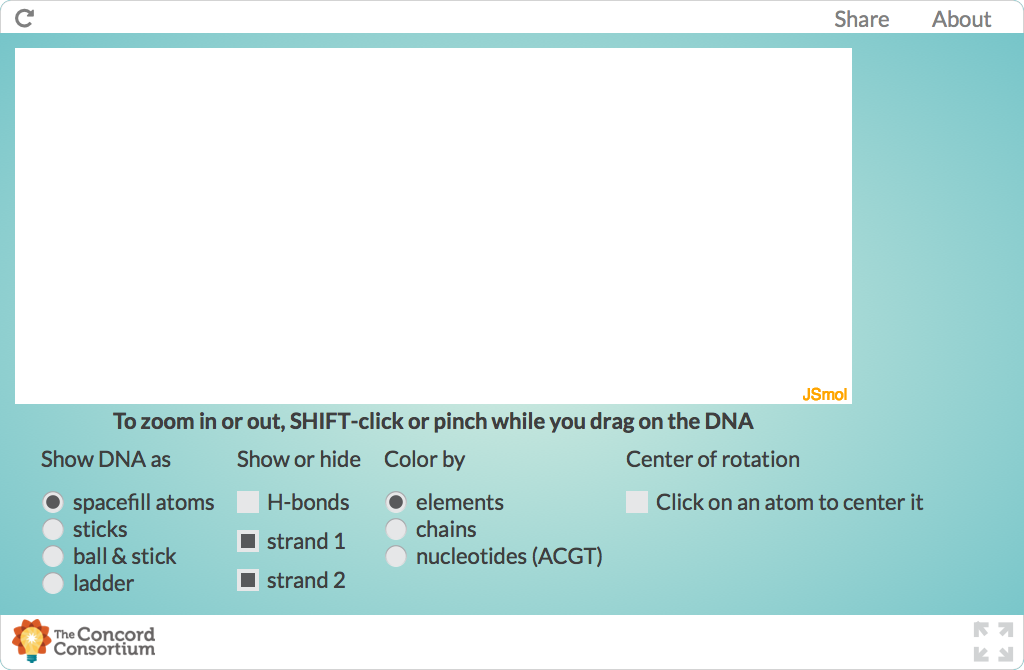 Share About
JSmol
To zoom in or out, SHIFT-click or pinch while you drag on the DNA
Show DNA as Show or hide Color by Center of rotation
spacefill atoms H-bonds elements Click on an atom to center it
sticks strand 1 chains
ball & stick nucleotides (ACGT)
ladder strand 2
The Concord
Consortium